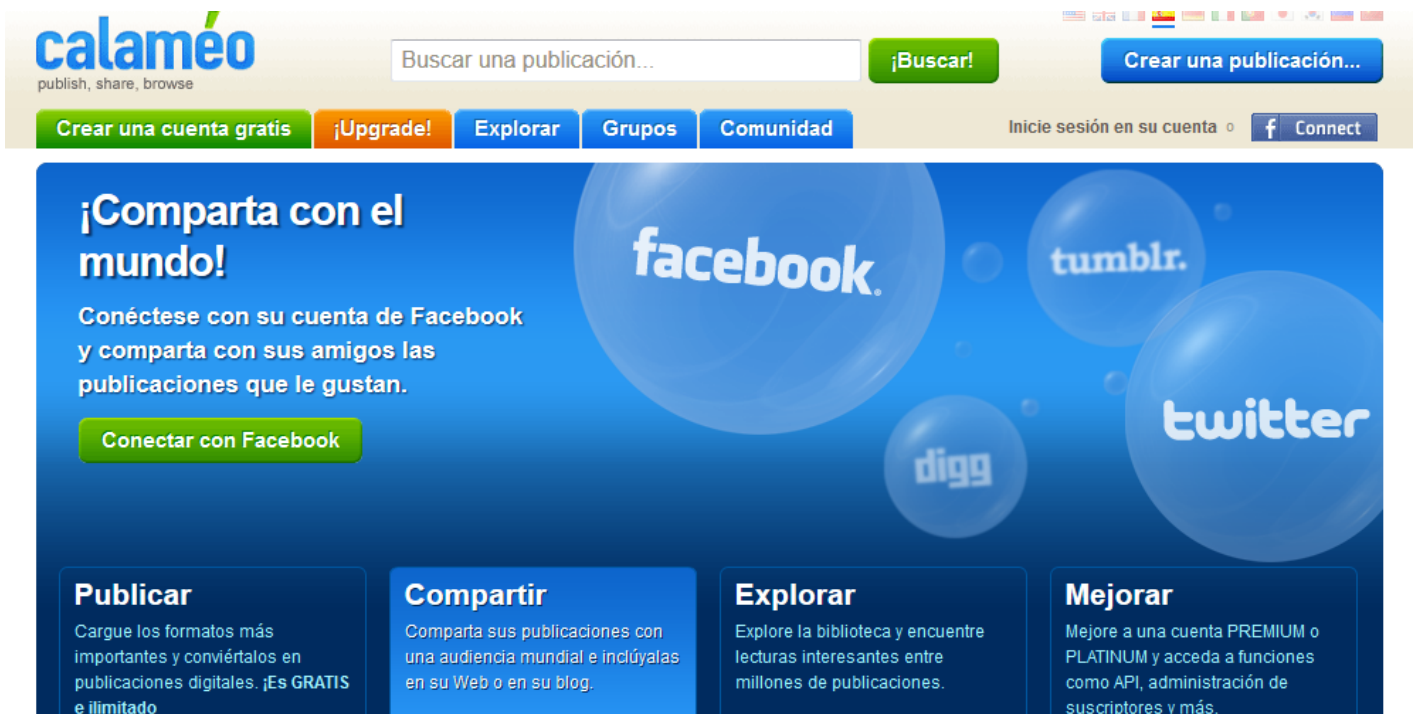 calaméo
publish, share, browse
Buscar una publicación...
¡Buscar!
Crear una publicación...
Crear una cuenta gratis
¡Upgrade!
Explorar
Grupos
Comunidad
Inicie sesión en su cuenta o
f Connect
¡Comparta con el
mundo!
Conéctese con su cuenta de Facebook
y comparta con sus amigos las
publicaciones que le gustan.
Conectar con Facebook
facebook®
tumblr.
twitter
digg
Publicar
Cargue los formatos más
importantes y conviértalos en
publicaciones digitales. ¡Es GRATIS
e ilimitado
Compartir
Comparta sus publicaciones con
una audiencia mundial e inclúyalas
en su Web o en su blog.
Explorar
Explore la biblioteca y encuentre
lecturas interesantes entre
millones de publicaciones.
Mejorar
Mejore a una cuenta PREMIUM o
PLATINUM y acceda a funciones
como API, administración de
suscriptores y más.